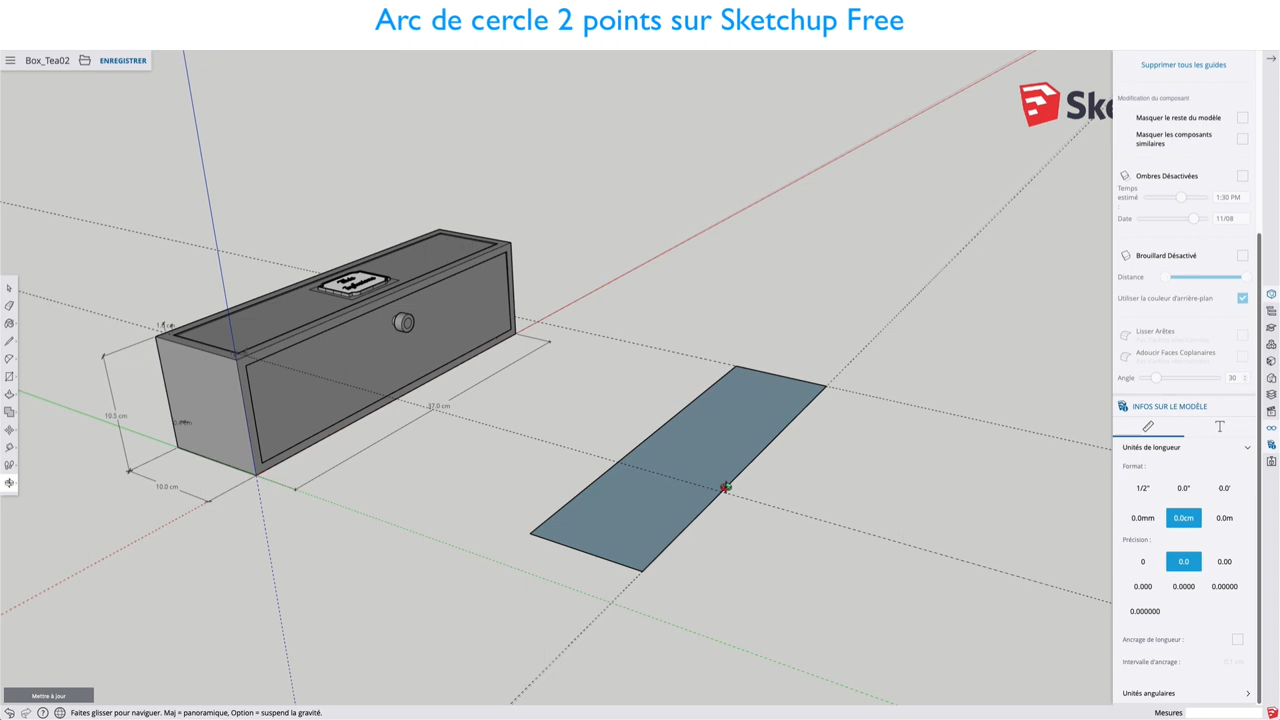 Arc de cercle 2 points sur Sketchup Free
Box_Tea02
ENREGISTRER
Supprimer tous les guides
Modification du composant
Masquer le reste du modèle
Masquer les composants
similaires
Ombres Désactivées
Temps
estimé
:
1:30 PM
Date
11/08
Brouillard Désactivé
Distance
Utiliser la couleur d'arrière-plan
Lisser Arêtes
Adoucir Faces Coplanaires
Angle
30
INFOS SUR LE MODÈLE
Unités de longueur
Format :
1/2"
0.0"
0.0'
0.0mm
0.0cm
0.0m
Précision :
0
0.0
0.00
0.000
0.0000
0.00000
0.000000
Ancrage de longueur :
Intervalle d'ancrage :
0.1 cm
Unités angulaires
Ske
10.5 cm
37.0 cm
10.0 cm
Mettre à jour
Faites glisser pour naviguer. Maj = panoramique, Option = suspend la gravité.
Mesures